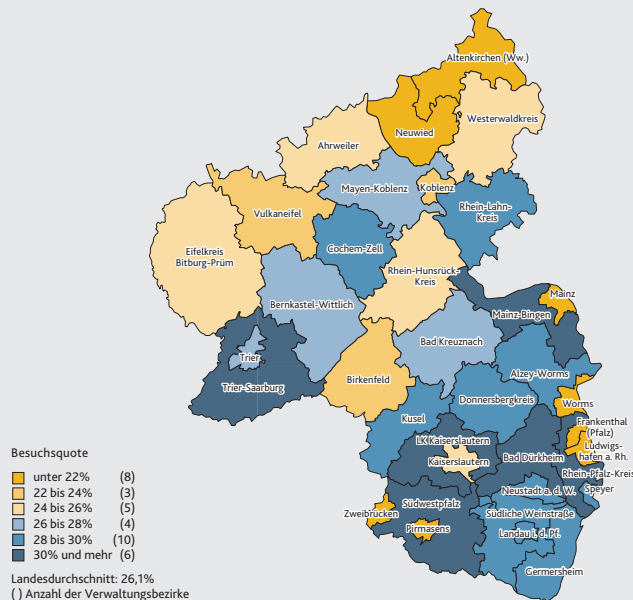 Altenkirchen (Ww.)
Neuwied
Westerwaldkreis
Ahrweiler
Mayen-Koblenz
Koblenz
Vulkaneifel
Rhein-Lahn-
Kreis
Cochem-Zell
Eifelkreis
Bitburg-Prüm
Rhein-Hunsrück-
Kreis
Mainz
Bernkastel-Wittlich
Mainz-Bingen
Bad Kreuznach
Trier
Alzey-Worms
Birkenfeld
Trier-Saarburg
Donnersbergkreis
Worms
Kusel
Frankenthal
(Pfalz)
LK Kaiserslautern
Ludwigs-
hafen a. Rh.
Kaiserslautern
Bad Dürkheim
Rhein-Pfalz-Kreis
Neustadt a. d. W.
Speyer
Südwestpfalz
Zweibrücken
Südliche Weinstraße
Pirmasens
Landau i. d. Pf.
Germersheim
Besuchsquote
unter 22% (8)
22 bis 24% (3)
24 bis 26% (5)
26 bis 28% (4)
28 bis 30% (10)
30% und mehr (6)
Landesdurchschnitt: 26,1%
( ) Anzahl der Verwaltungsbezirke